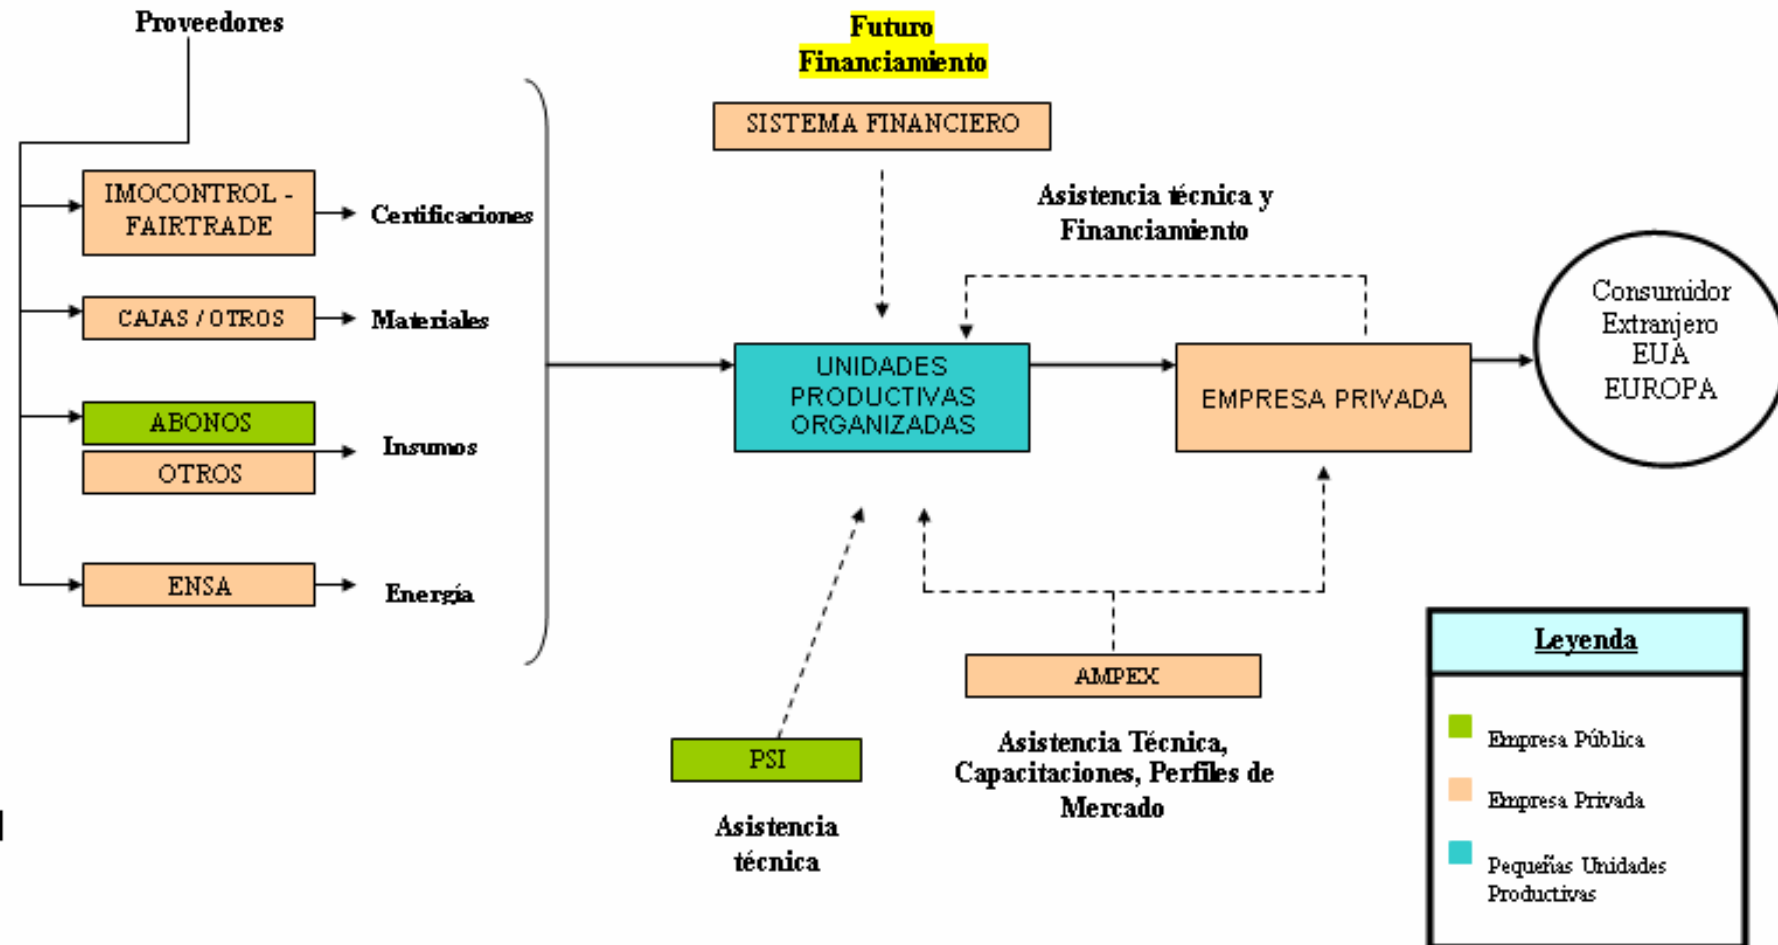 Proveedores
Futuro
Financiamiento
SISTEMA FINANCIERO
IMOCONTROL -
FAIRTRADE
Certificaciones
Asistencia técnica y
Financiamiento
CAJAS / OTROS
Materiales
Consumidor
Extranjero
EUA
EUROPA
UNIDADES
PRODUCTIVAS
ORGANIZADAS
EMPRESA PRIVADA
ABONOS
OTROS
Insumos
ENSA
Energía
AMPEX
Asistencia Técnica,
Capacitaciones, Perfiles de
Mercado
PSI
Asistencia
técnica
Leyenda
Empresa Pública
Empresa Privada
Pequeñas Unidades
Productivas